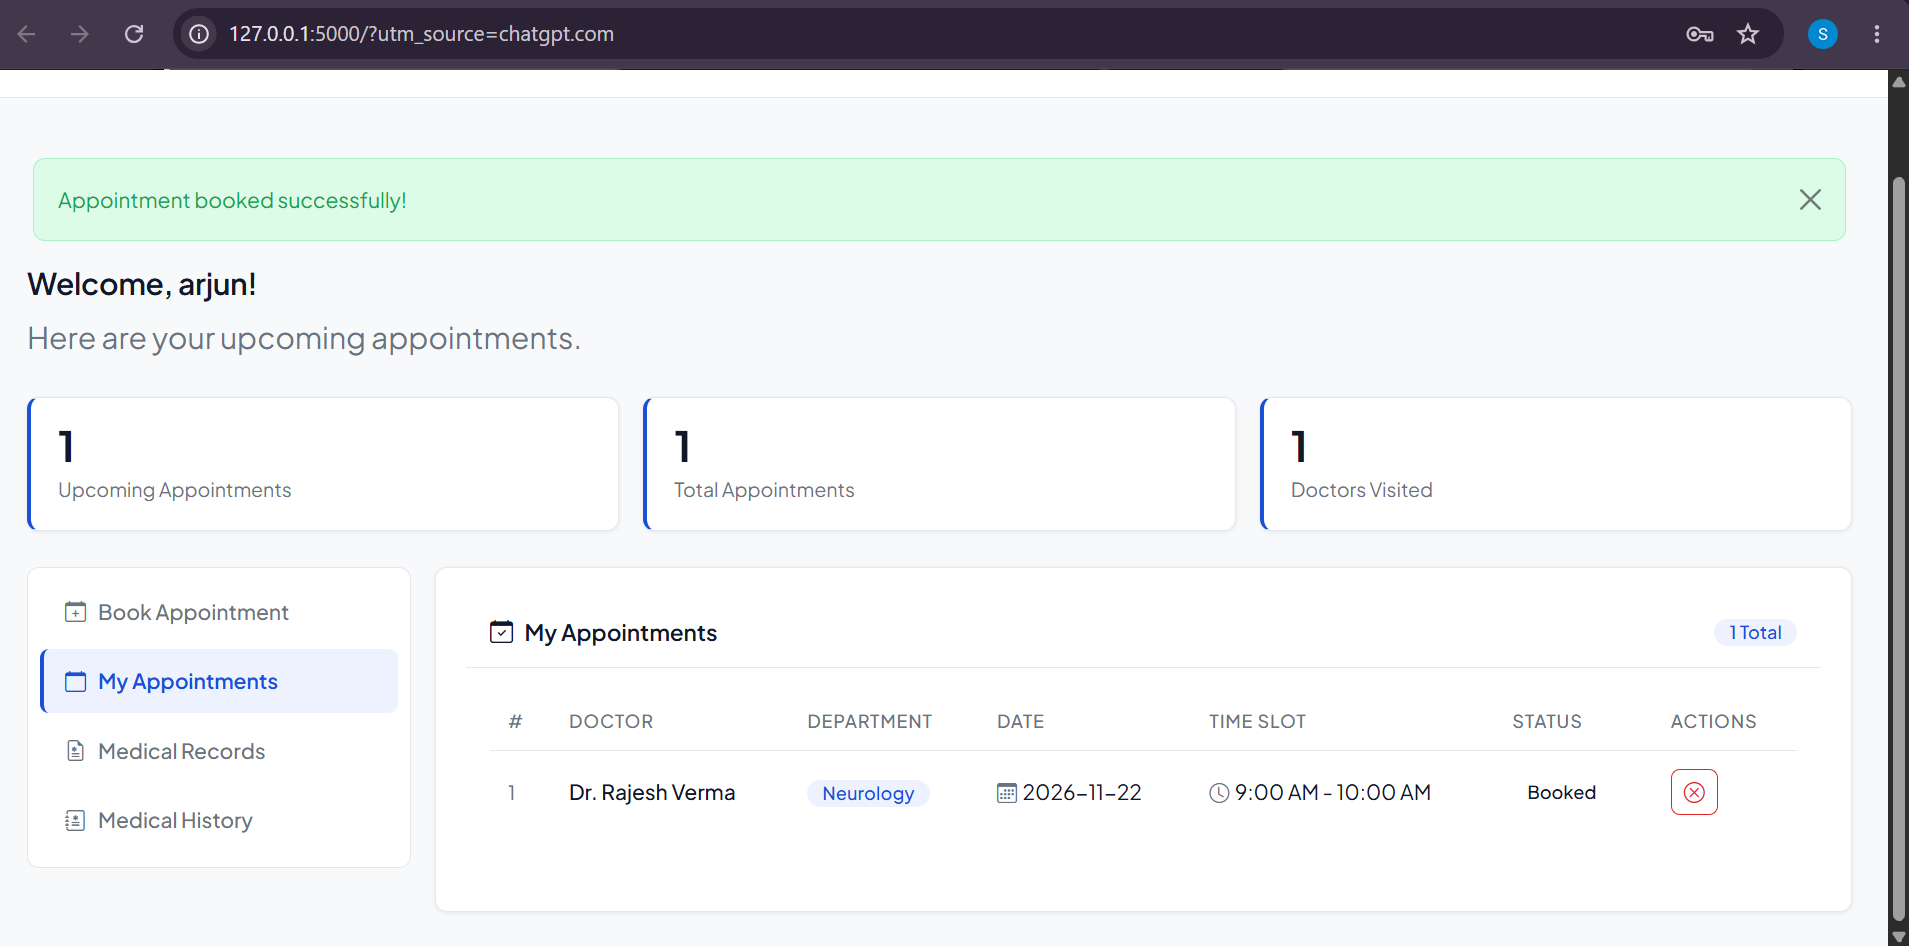 127.0.0.1:5000/?utm_source=chatgpt.com
S
Appointment booked successfully!
Welcome, arjun!
Here are your upcoming appointments.
1
Upcoming Appointments
1
Total Appointments
1
Doctors Visited
Book Appointment
My Appointments
Medical Records
Medical History
My Appointments
1 Total
# DOCTOR DEPARTMENT DATE TIME SLOT STATUS ACTIONS
1 Dr. Rajesh Verma Neurology 2026-11-22 9:00 AM - 10:00 AM Booked